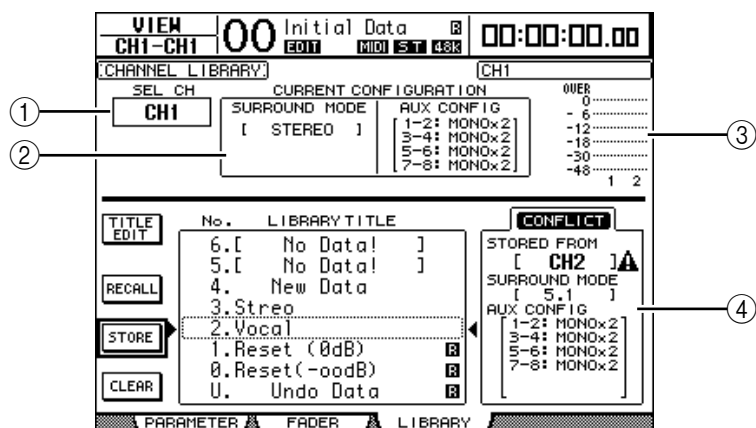 VIEW
CH1-CH1
00
Initial Data R
EDIT MIDI ST 48k
00:00:00.00
CHANNEL LIBRARY
CH1
SEL CH
CH1
CURRENT CONFIGURATION
SURROUND MODE
[ STEREO ]
AUX CONFIG
[1-2: MONOx2]
3-4: MONOx2
5-6: MONOx2
[7-8: MONOx2]
OVER
0
- 6
-12
-18
-30
-48
1 2
1
2
3
4
TITLE EDIT
RECALL
STORE
CLEAR
No. LIBRARY TITLE
6.[ No Data! ]
5.[ No Data! ]
4. New Data
3.Streo
2.Vocal
1.Reset (0dB) R
0.Reset(-oodB) R
U. Undo Data R
CONFLICT
STORED FROM
[ CH2 ]
SURROUND MODE
[ 5.1 ]
AUX CONFIG
[1-2: MONOx2]
3-4: MONOx2
5-6: MONOx2
7-8: MONOx2
PARAMETER
FADER
LIBRARY